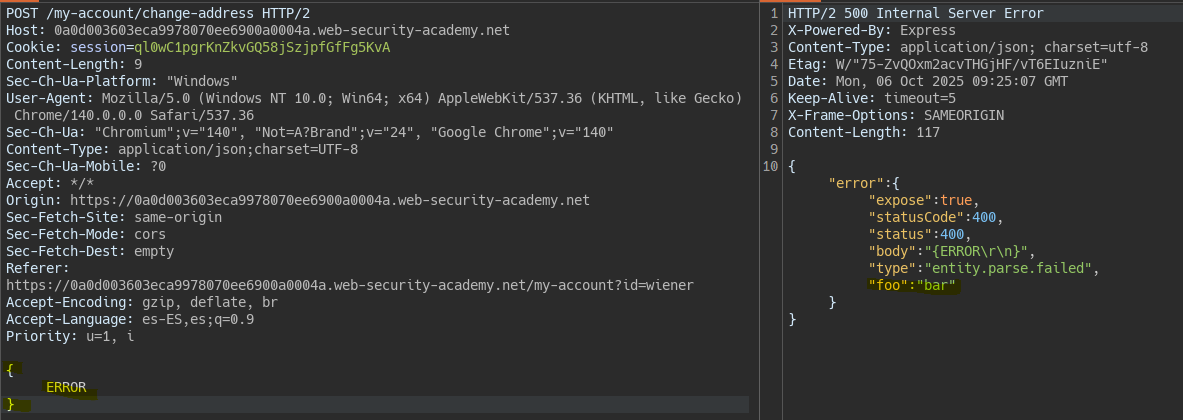 POST /my-account/change-address HTTP/2
Host: 0a0d003603eca9978070ee6900a0004a.web-security-academy.net
Cookie: session=ql0wC1pgrKnZkvGQ58jSzjpfGfFg5KvA
Content-Length: 9
Sec-Ch-Ua-Platform: "Windows"
User-Agent: Mozilla/5.0 (Windows NT 10.0; Win64; x64) AppleWebKit/537.36 (KHTML, like Gecko)
Chrome/140.0.0.0 Safari/537.36
Sec-Ch-Ua: "Chromium";v="140", "Not=A?Brand";v="24", "Google Chrome";v="140"
Content-Type: application/json;charset=UTF-8
Sec-Ch-Ua-Mobile: ?0
Accept: */*
Origin: https://0a0d003603eca9978070ee6900a0004a.web-security-academy.net
Sec-Fetch-Site: same-origin
Sec-Fetch-Mode: cors
Sec-Fetch-Dest: empty
Referer:
https://0a0d003603eca9978070ee6900a0004a.web-security-academy.net/my-account?id=wiener
Accept-Encoding: gzip, deflate, br
Accept-Language: es-ES,es;q=0.9
Priority: u=1, i
{
ERROR
}
1 HTTP/2 500 Internal Server Error
2 X-Powered-By: Express
3 Content-Type: application/json; charset=utf-8
4 Etag: W/"75-ZvQOxm2acvTHGjHF/vT6EIuzniE"
5 Date: Mon, 06 Oct 2025 09:25:07 GMT
6 Keep-Alive: timeout=5
7 X-Frame-Options: SAMEORIGIN
8 Content-Length: 117
9
10 {
"error":{
"expose":true,
"statusCode":400,
"status":400,
"body":"{ERROR\r\n}",
"type":"entity.parse.failed",
"foo":"bar"
}
}